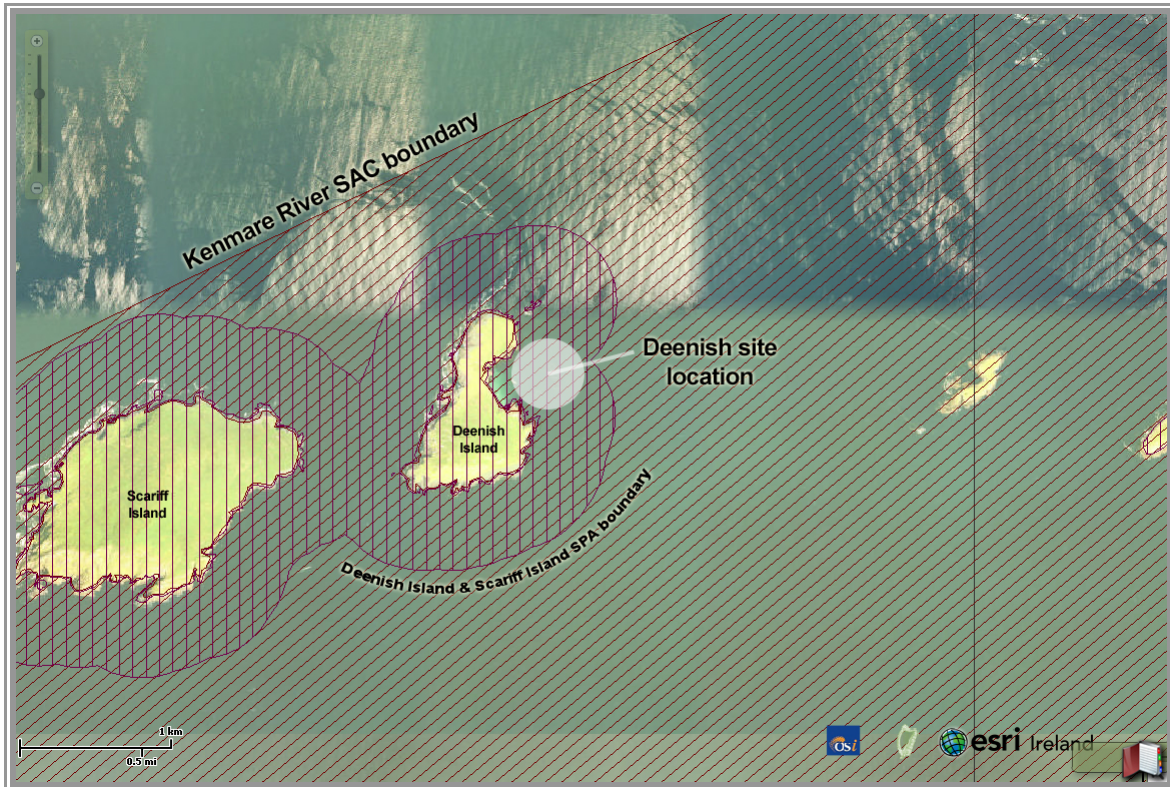 Kenmare River SAC boundary
Deenish site
location
Deenish
Island
Scariff
Island
Deenish Island & Scariff Island SPA boundary
1 km
0.5 mi
osi
esri Ireland